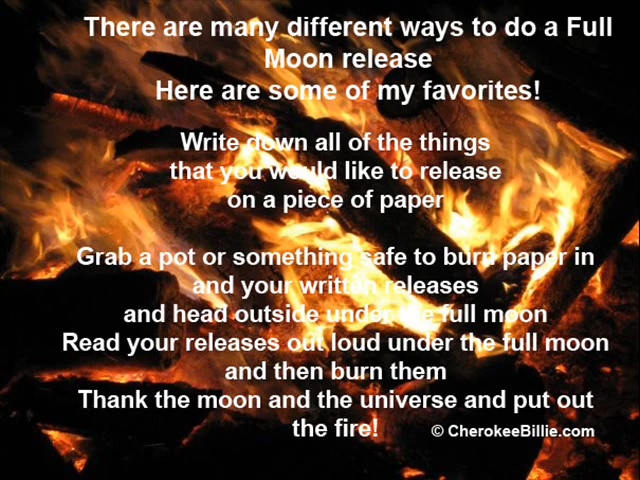 There are many different ways to do a Full
Moon release
Here are some of my favorites!
Write down all of the things
that you would like to release
on a piece of paper
Grab a pot or something safe to burn paper in
and your written releases
and head outside under the full moon
Read your releases out loud under the full moon
and then burn them
Thank the moon and the universe and put out
the fire!
© CherokeeBillie.com